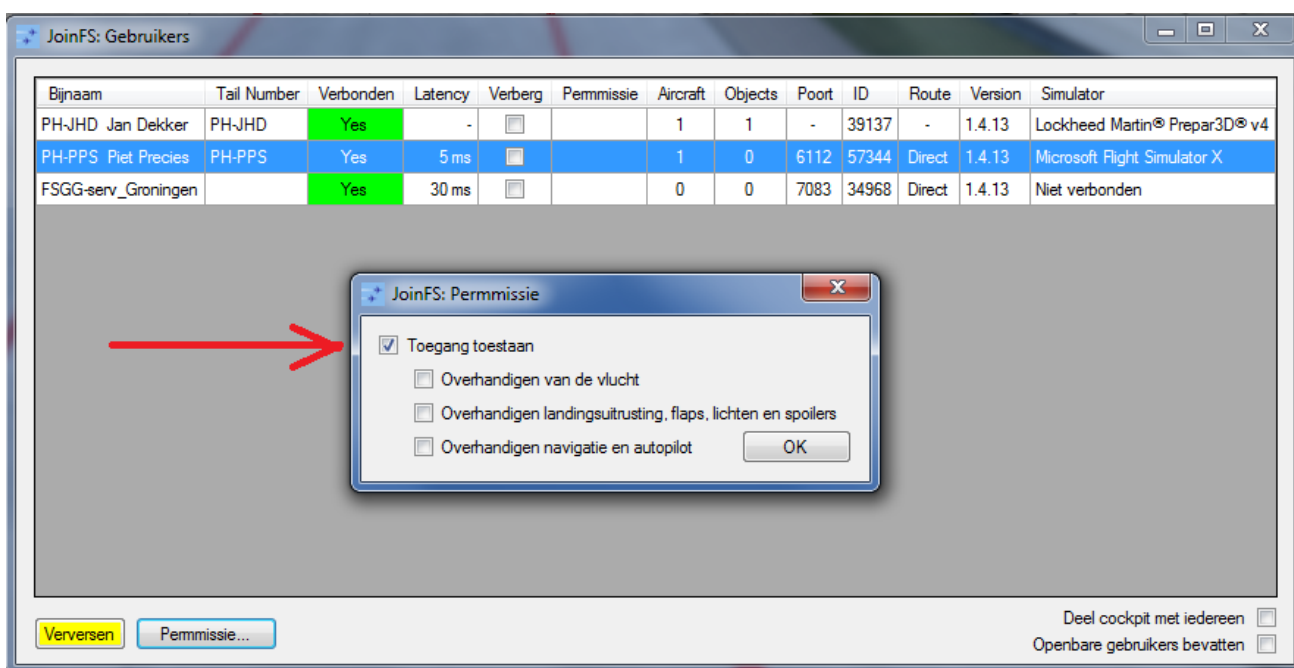 JoinFS: Gebruikers
Bijnaam Tail Number Verbonden Latency Verberg Permmissie Aircraft Objects Poort ID Route Version Simulator
PH-JHD Jan Dekker PH-JHD Yes - 1 1 - 39137 - 1.4.13 Lockheed Martin® Prepar3D® v4
PH-PPS Piet Precies PH-PPS Yes 5 ms 1 0 6112 57344 Direct 1.4.13 Microsoft Flight Simulator X
FSGG-serv_Groningen Yes 30 ms 0 0 7083 34968 Direct 1.4.13 Niet verbonden
JoinFS: Permmissie
Toegang toestaan
Overhandigen van de vlucht
Overhandigen landingsuitrusting, flaps, lichten en spoilers
Overhandigen navigatie en autopilot OK
Deel cockpit met iedereen
Verversen Permmissie... Openbare gebruikers bevatten